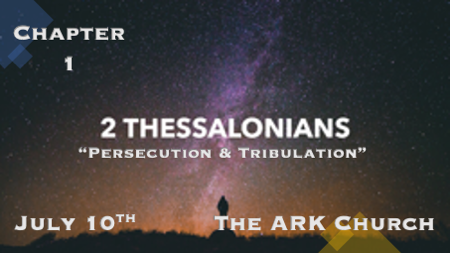 Chapter
1
2 THESSALONIANS
“Persecution & Tribulation”
July 10th
The ARK Church